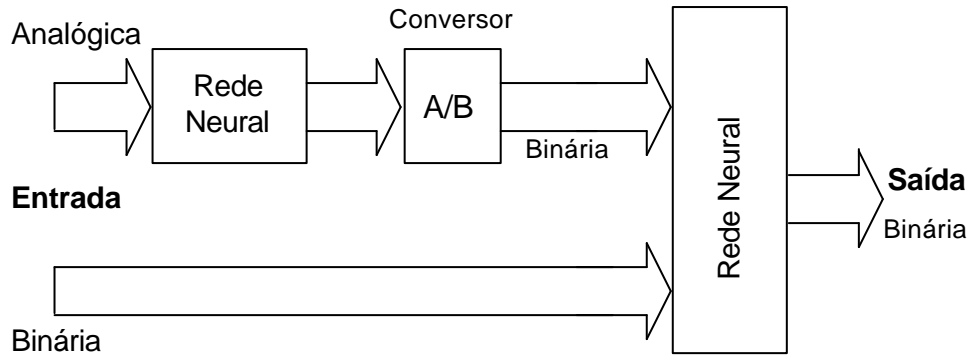 Analógica
Rede
Neural
Conversor
A/B
Binária
Entrada
Binária
Rede Neural
Saída
Binária